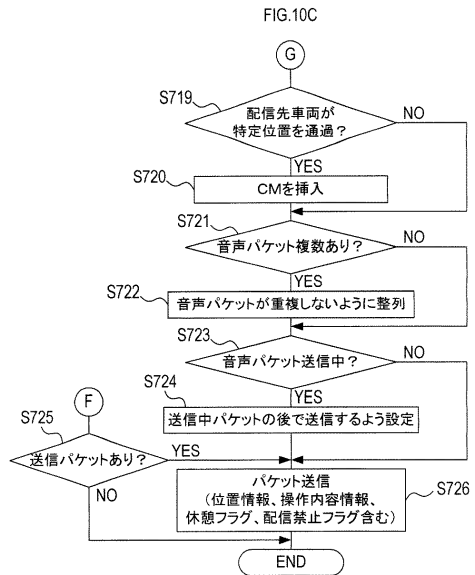 FIG.10C
G
S719
配信先車両が
特定位置を通過？
NO
YES
S720
CMを挿入
S721
音声パケット複数あり？
NO
YES
S722
音声パケットが重複しないように整列
S723
音声パケット送信中？
NO
YES
S724
送信中パケットの後で送信するよう設定
F
S725
送信パケットあり？
YES
NO
パケット送信
(位置情報、操作内容情報、
休憩フラグ、配信禁止フラグ含む)
S726
END